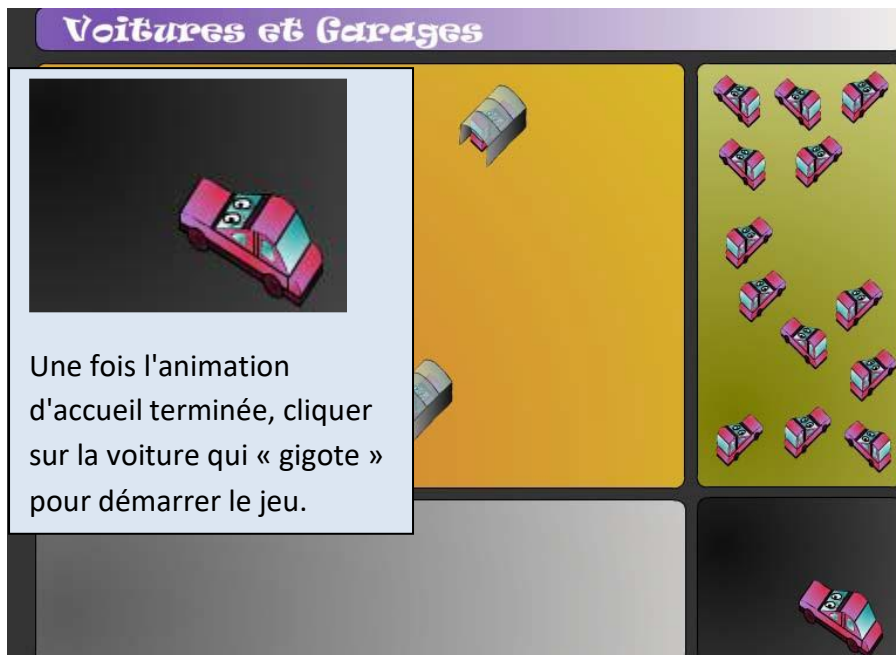 Voitures et Garages
Une fois l'animation
d'accueil terminée, cliquer
sur la voiture qui « gigote »
pour démarrer le jeu.